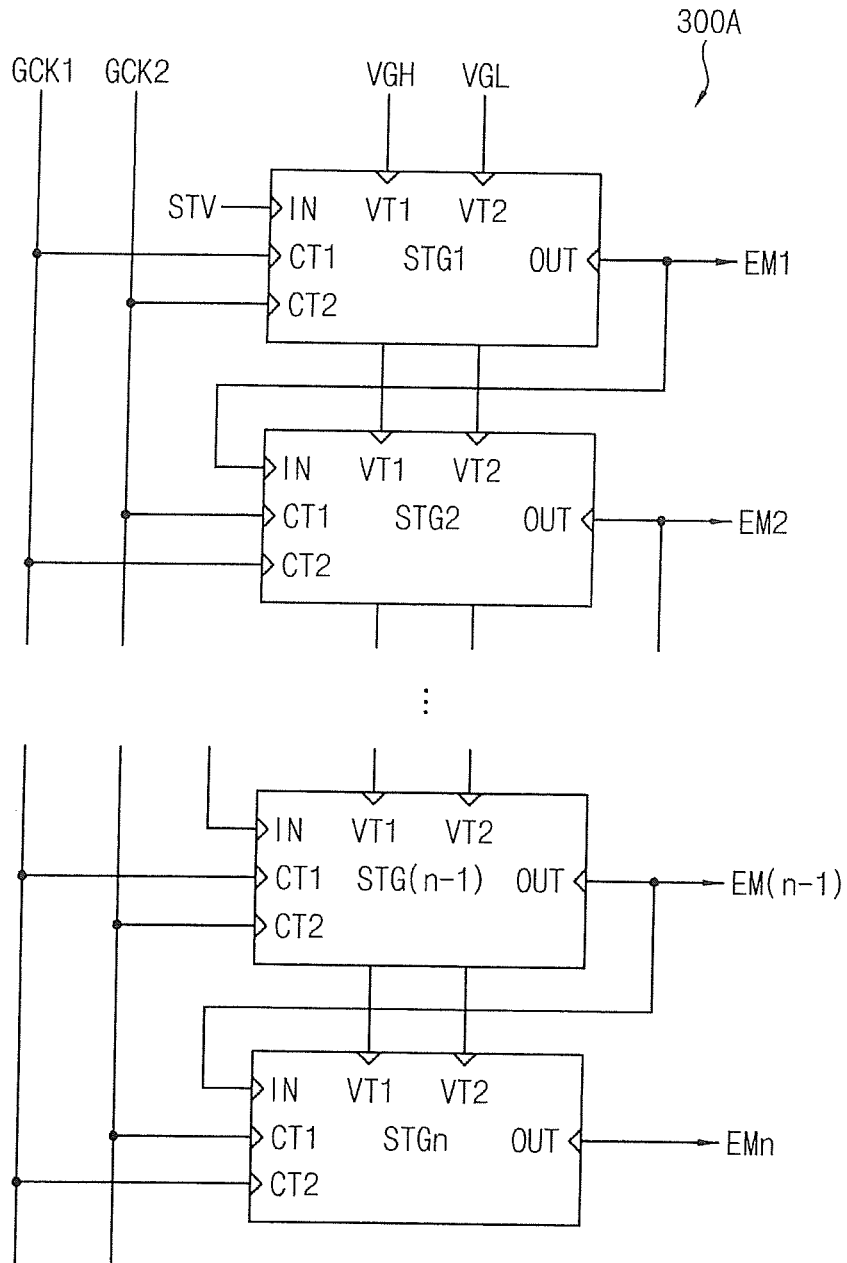 300A
GCK1 GCK2 VGH VGL
STV IN VT1 VT2
CT1 STG1 OUT EM1
CT2
IN VT1 VT2
CT1 STG2 OUT EM2
CT2
⋮
IN VT1 VT2
CT1 STG(n-1) OUT EM(n-1)
CT2
IN VT1 VT2
CT1 STGn OUT EMn
CT2